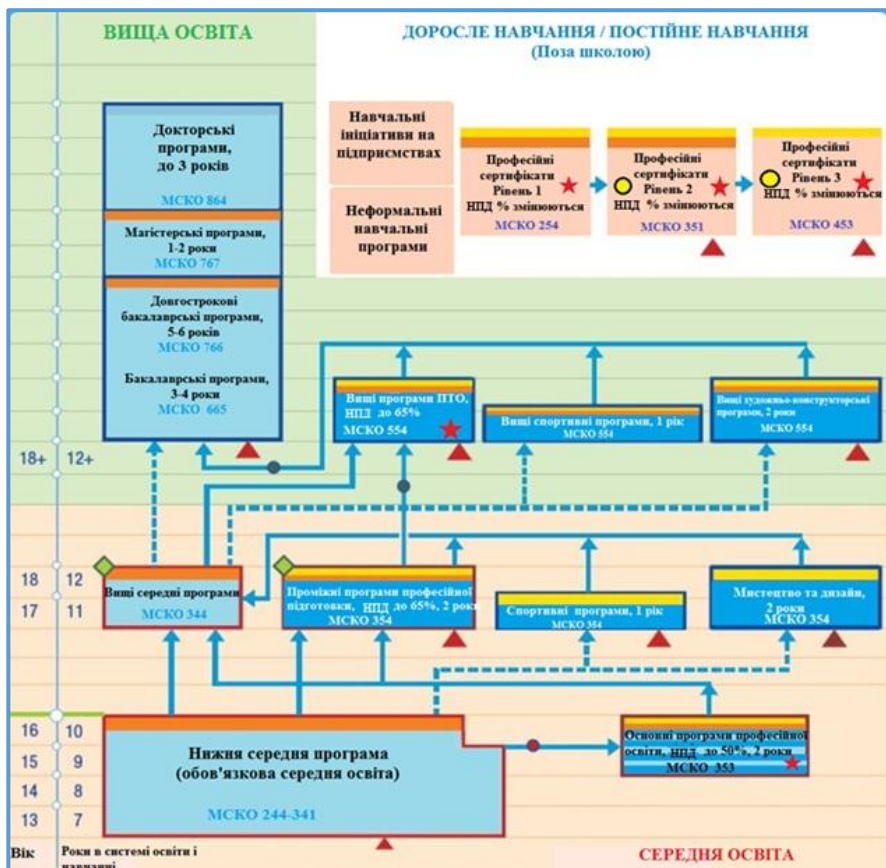 ВИЩА ОСВІТА
ДОРОСЛЕ НАВЧАННЯ / ПОСТІЙНЕ НАВЧАННЯ
(Поза школою)
Докторські
програми,
до 3 років
МСКО 864
Магістерські програми,
1-2 роки
МСКО 767
Довгострокові
бакалаврські програми,
5-6 років
МСКО 766
Бакалаврські програми,
3-4 роки
МСКО 665
Навчальні
ініціативи на
підприємствах
Неформальні
навчальні
програми
Професійні
сертифікати
Рівень 1
НПД % змінюються
МСКО 254
Професійні
сертифікати
Рівень 2
НПД % змінюються
МСКО 351
Професійні
сертифікати
Рівень 3
НПД % змінюються
МСКО 453
Вищі програми ПТО,
НПД до 65%
МСКО 554
Вищі спортивні програми, 1 рік
МСКО 554
Вищі художньо-конструкторські
програми, 2 роки
МСКО 554
18+ 12+
18 12
17 11
Вищі середні програми
МСКО 344
Проміжні програми професійної
підготовки, НПД до 65%, 2 роки
МСКО 354
Спортивні програми, 1 рік
МСКО 354
Мистецтво та дизайн,
2 роки
МСКО 354
16 10
15 9
14 8
13 7
Нижня середня програма
(обов'язкова середня освіта)
МСКО 244-341
Основні програми професійної
освіти, НПД до 50%, 2 роки
МСКО 353
Вік
Роки в системі освіти і
навчанні
СЕРЕДНЯ ОСВІТА